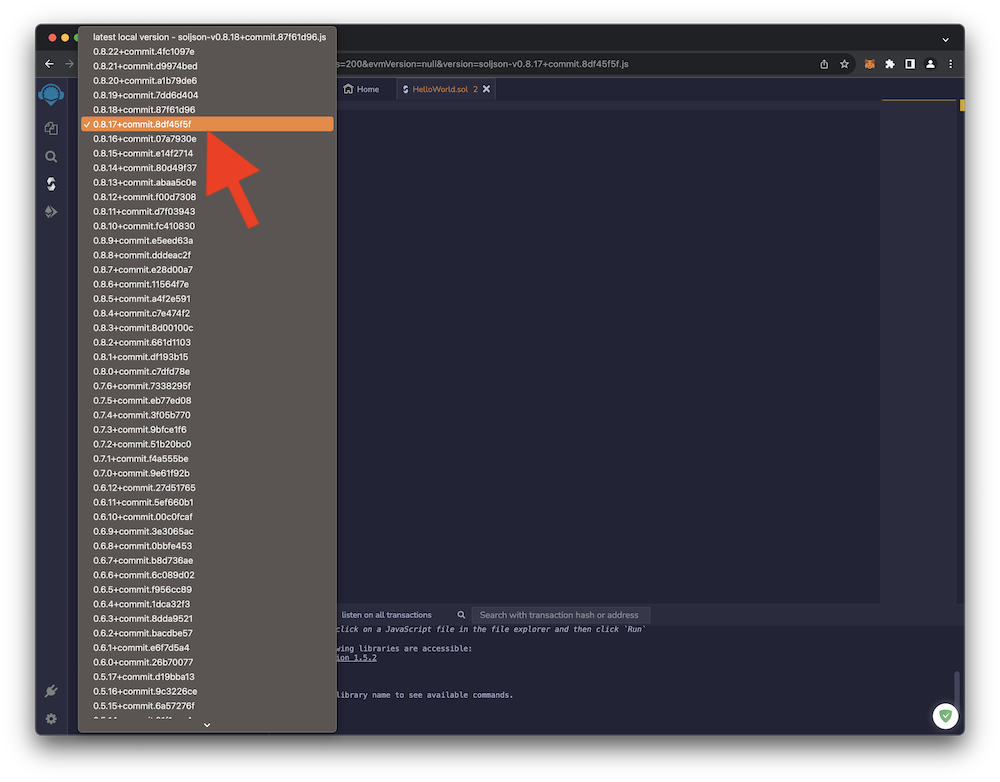 latest local version - soljson-v0.8.18+commit.87f61d96.js
0.8.22+commit.4fc1097e
0.8.21+commit.d9974bed
0.8.20+commit.a1b79de6
0.8.19+commit.7dd6d404
0.8.18+commit.87f61d96
0.8.17+commit.8df45f5f
0.8.16+commit.07a7930e
0.8.15+commit.e14f2714
0.8.14+commit.80d49f37
0.8.13+commit.abaa5c0e
0.8.12+commit.f00d7308
0.8.11+commit.d7f03943
0.8.10+commit.fc410830
0.8.9+commit.e5eed63a
0.8.8+commit.dddeac2f
0.8.7+commit.e28d00a7
0.8.6+commit.11564f7e
0.8.5+commit.a4f2e591
0.8.4+commit.c7e474f2
0.8.3+commit.8d00100c
0.8.2+commit.661d1103
0.8.1+commit.df193b15
0.8.0+commit.c7dfd78e
0.7.6+commit.7338295f
0.7.5+commit.eb77ed08
0.7.4+commit.3f05b770
0.7.3+commit.9bfce1f6
0.7.2+commit.51b20bc0
0.7.1+commit.f4a555be
0.7.0+commit.9e61f92b
0.6.12+commit.27d51765
0.6.11+commit.5ef660b1
0.6.10+commit.00c0fcaf
0.6.9+commit.3e3065ac
0.6.8+commit.0bbfe453
0.6.7+commit.b8d736ae
0.6.6+commit.6c089d02
0.6.5+commit.f956cc89
0.6.4+commit.1dca32f3
0.6.3+commit.8dda9521
0.6.2+commit.bacdbe57
0.6.1+commit.e6f7d5a4
0.6.0+commit.26b70077
0.5.17+commit.d19bba13
0.5.16+commit.9c3226ce
0.5.15+commit.6a57276f
s=200&evmVersion=null&version=soljson-v0.8.17+commit.8df45f5f.js
Home
HelloWorld.sol 2
listen on all transactions
Search with transaction hash or address
click on a JavaScript file in the file explorer and then click `Run`
wing libraries are accessible:
ion 1.5.2
library name to see available commands.